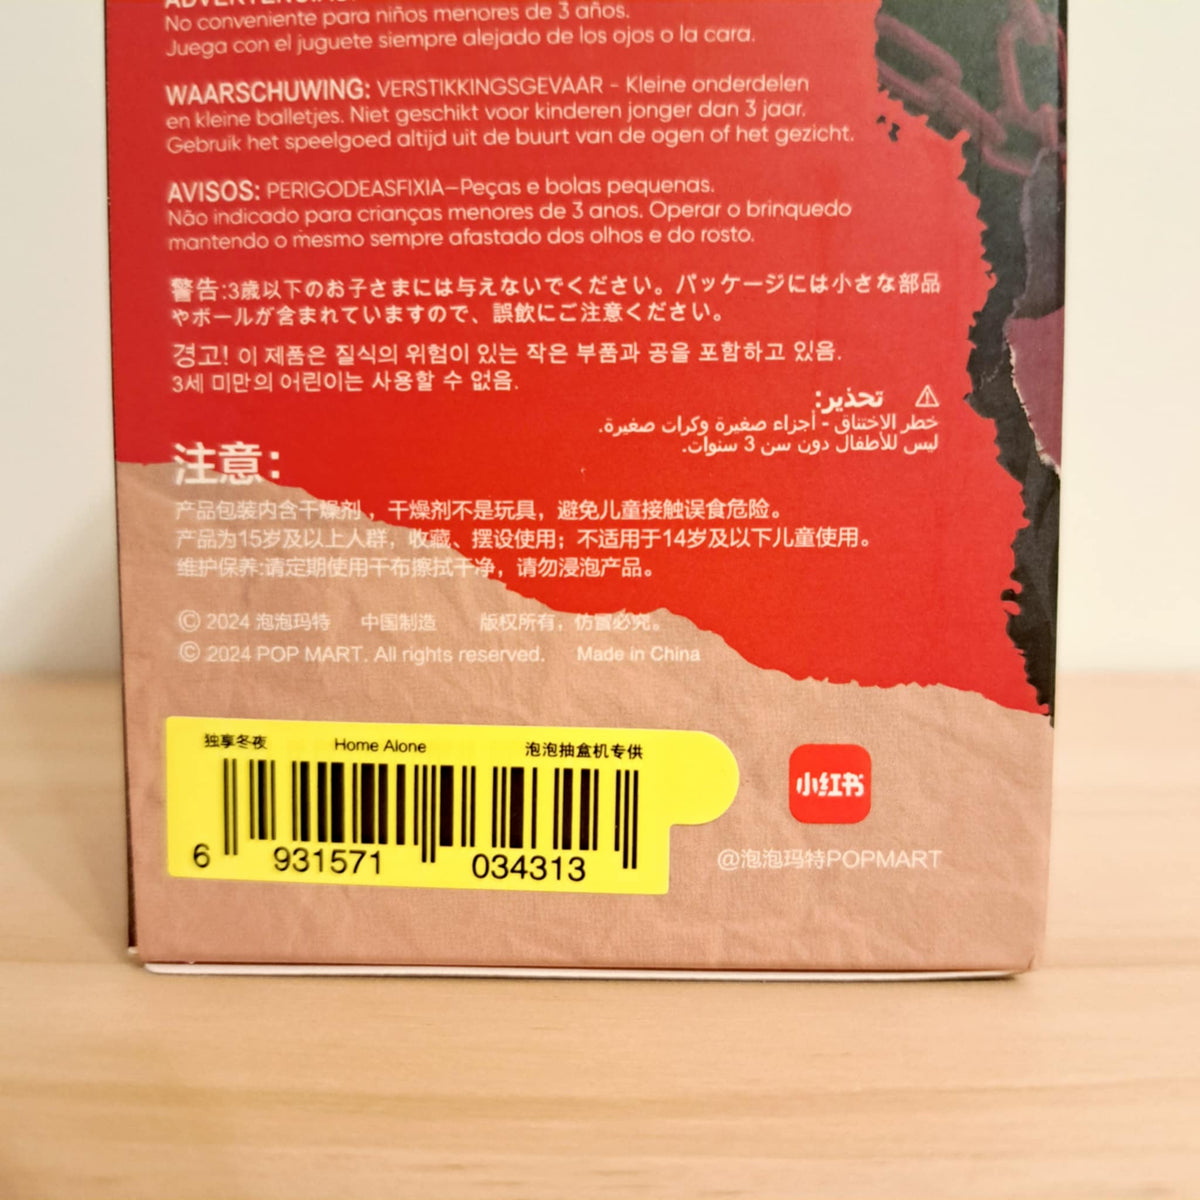 ADVERTENCIAS:
No conveniente para niños menores de 3 años.
Juega con el juguete siempre alejado de los ojos o la cara.
WAARSCHUWING: VERSTIKKINGSGEVAAR - Kleine onderdelen
en kleine balletjes. Niet geschikt voor kinderen jonger dan 3 jaar.
Gebruik het speelgoed altijd uit de buurt van de ogen of het gezicht.
AVISOS: PERIGODEASFIXIA—Peças e bolas pequenas.
Não indicado para crianças menores de 3 anos. Operar o brinquedo
mantendo o mesmo sempre afastado dos olhos e do rosto.
警告:3歳以下のお子さまには与えないでください。パッケージには小さな部品
やボールが含まれていますので、誤飲にご注意ください。
경고! 이 제품은 질식의 위험이 있는 작은 부품과 공을 포함하고 있음.
3세 미만의 어린이는 사용할 수 없음.
⚠ تحذير:
خطر الاختناق - أجزاء صغيرة وكرات صغيرة.
ليس للأطفال دون سن 3 سنوات.
注意：
产品包装内含干燥剂，干燥剂不是玩具，避免儿童接触误食危险。
产品为15岁及以上人群，收藏、摆设使用；不适用于14岁及以下儿童使用。
维护保养:请定期使用干布擦拭干净，请勿浸泡产品。
© 2024 泡泡玛特 中国制造 版权所有，仿冒必究。
© 2024 POP MART. All rights reserved. Made in China
独享冬夜 Home Alone 泡泡抽盒机专供
6 931571 034313
小红书
@泡泡玛特POPMART